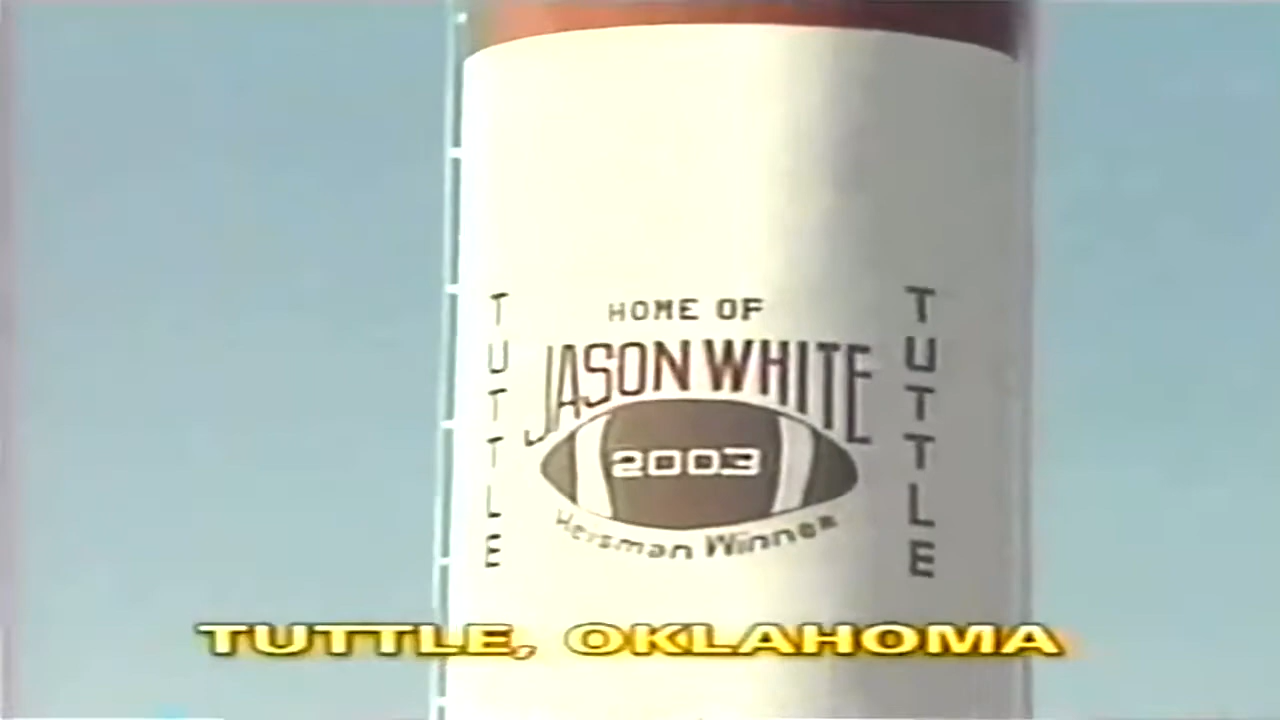 TUTTLE
HOME OF
JASON WHITE
2003
Heisman Winner
TUTTLE
TUTTLE, OKLAHOMA